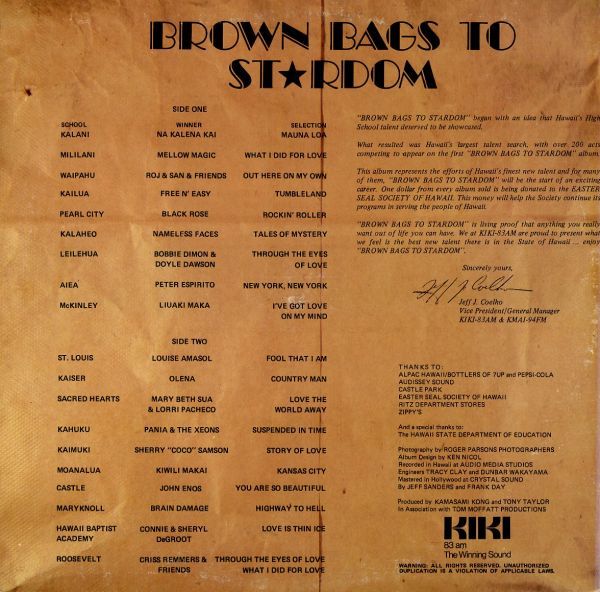 BROWN BAGS TO
ST★RDOM
SIDE ONE
SCHOOL WINNER SELECTION
KALANI NA KALENA KAI MAUNA LOA
MILILANI MELLOW MAGIC WHAT I DID FOR LOVE
WAIPAHU ROJ & SAN & FRIENDS OUT HERE ON MY OWN
KAILUA FREE N' EASY TUMBLELAND
PEARL CITY BLACK ROSE ROCKIN' ROLLER
KALAHEO NAMELESS FACES TALES OF MYSTERY
LEILEHUA BOBBIE DIMON & THROUGH THE EYES
DOYLE DAWSON OF LOVE
AIEA PETER ESPIRITO NEW YORK, NEW YORK
McKINLEY LIUAKI MAKA I'VE GOT LOVE
ON MY MIND
SIDE TWO
ST. LOUIS LOUISE AMASOL FOOL THAT I AM
KAISER OLENA COUNTRY MAN
SACRED HEARTS MARY BETH SUA LOVE THE
& LORRI PACHECO WORLD AWAY
KAHUKU PANIA & THE XEONS SUSPENDED IN TIME
KAIMUKI SHERRY "COCO" SAMSON STORY OF LOVE
MOANALUA KIWILI MAKAI KANSAS CITY
CASTLE JOHN ENOS YOU ARE SO BEAUTIFUL
MARYKNOLL BRAIN DAMAGE HIGHWAY TO HELL
HAWAII BAPTIST CONNIE & SHERYL LOVE IS THIN ICE
ACADEMY DeGROOT
ROOSEVELT CRISS REMMERS & THROUGH THE EYES OF LOVE
FRIENDS WHAT I DID FOR LOVE
"BROWN BAGS TO STARDOM" began with an idea that Hawaii's High
School talent deserved to be showcased.
What resulted was Hawaii's largest talent search, with over 200 acts
competing to appear on the first "BROWN BAGS TO STARDOM" album.
This album represents the efforts of Hawaii's finest new talent and for many
of them, "BROWN BAGS TO STARDOM" will be the start of an exciting
career. One dollar from every album sold is being donated to the EASTER
SEAL SOCIETY OF HAWAII. This money will help the Society continue its
programs in serving the people of Hawaii.
"BROWN BAGS TO STARDOM" is living proof that anything you really
want out of life you can have. We at KIKI-83AM are proud to present what
we feel is the best new talent there is in the State of Hawaii ... enjoy
"BROWN BAGS TO STARDOM".
Sincerely yours,
Jeff J. Coelho
Jeff J. Coelho
Vice President/General Manager
KIKI-83AM & KMAI-94FM
THANKS TO:
ALPAC HAWAII/BOTTLERS OF 7UP and PEPSI-COLA
AUDISSEY SOUND
CASTLE PARK
EASTER SEAL SOCIETY OF HAWAII
RITZ DEPARTMENT STORES
ZIPPY'S
And a special thanks to:
The HAWAII STATE DEPARTMENT OF EDUCATION
Photography by ROGER PARSONS PHOTOGRAPHERS
Album Design by KEN NICOL
Recorded in Hawaii at AUDIO MEDIA STUDIOS
Engineers TRACY CLAY and DUNBAR WAKAYAMA
Mastered in Hollywood at CRYSTAL SOUND
By JEFF SANDERS and FRANK DAY
Produced by KAMASAMI KONG and TONY TAYLOR
In Association with TOM MOFFATT PRODUCTIONS
KIKI
83 am
The Winning Sound
WARNING: ALL RIGHTS RESERVED. UNAUTHORIZED
DUPLICATION IS A VIOLATION OF APPLICABLE LAWS.